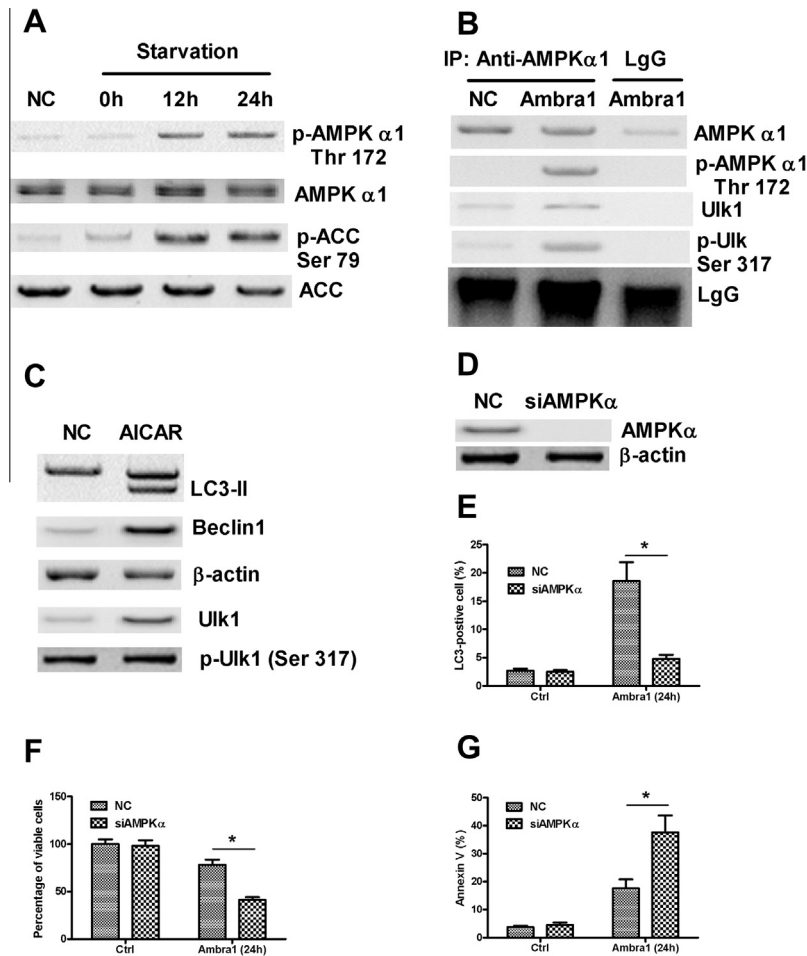 A
Starvation
NC 0h 12h 24h
p-AMPK α1
Thr 172
AMPK α1
p-ACC
Ser 79
ACC
B
IP: Anti-AMPKα1 LgG
NC Ambra1 Ambra1
AMPK α1
p-AMPK α1
Thr 172
Ulk1
p-Ulk
Ser 317
LgG
C
NC AICAR
LC3-II
Beclin1
β-actin
Ulk1
p-Ulk1 (Ser 317)
D
NC siAMPKα
AMPKα
β-actin
E
LC3-postive cell (%)
25
20
15
10
5
0
NC
siAMPKα
*
Ctrl Ambra1 (24h)
F
Percentage of viable cells
150
100
50
0
NC
siAMPKα
*
Ctrl Ambra1 (24h)
G
Annexin V (%)
50
40
30
20
10
0
NC
siAMPKα
*
Ctrl Ambra1 (24h)